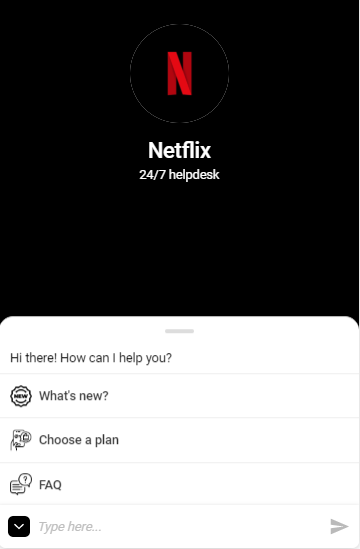 N
Netflix
24/7 helpdesk
Hi there! How can I help you?
NEW
What's new?
Choose a plan
?
FAQ
Type here...